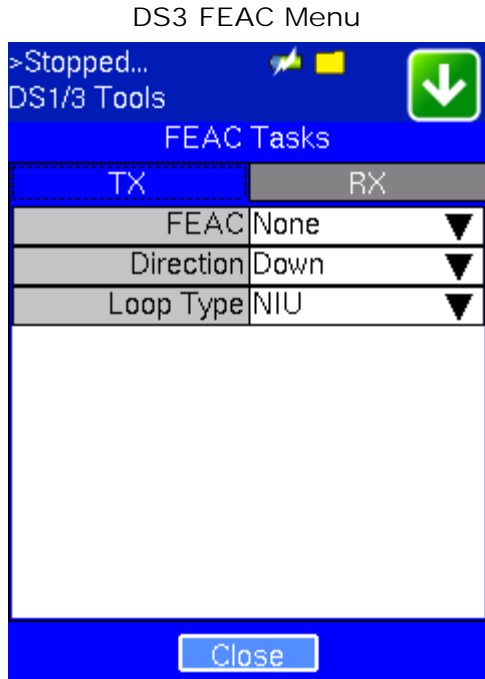 DS3 FEAC Menu
>Stopped...
DS1/3 Tools
FEAC Tasks
TX RX
FEAC None
Direction Down
Loop Type NIU
Close